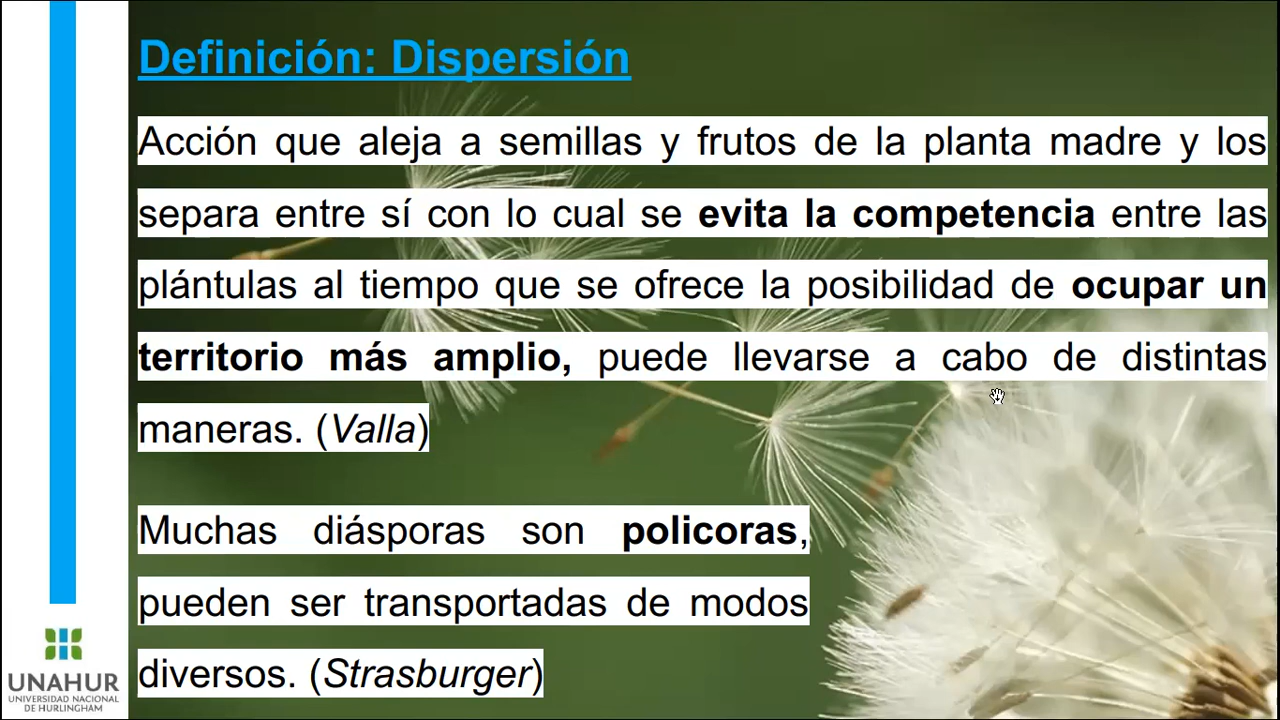 Definición: Dispersión
Acción que aleja a semillas y frutos de la planta madre y los
separa entre sí con lo cual se evita la competencia entre las
plántulas al tiempo que se ofrece la posibilidad de ocupar un
territorio más amplio, puede llevarse a cabo de distintas
maneras. (Valla)
Muchas diásporas son policoras,
pueden ser transportadas de modos
diversos. (Strasburger)
UNAHUR
UNIVERSIDAD NACIONAL
DE HURLINGHAM